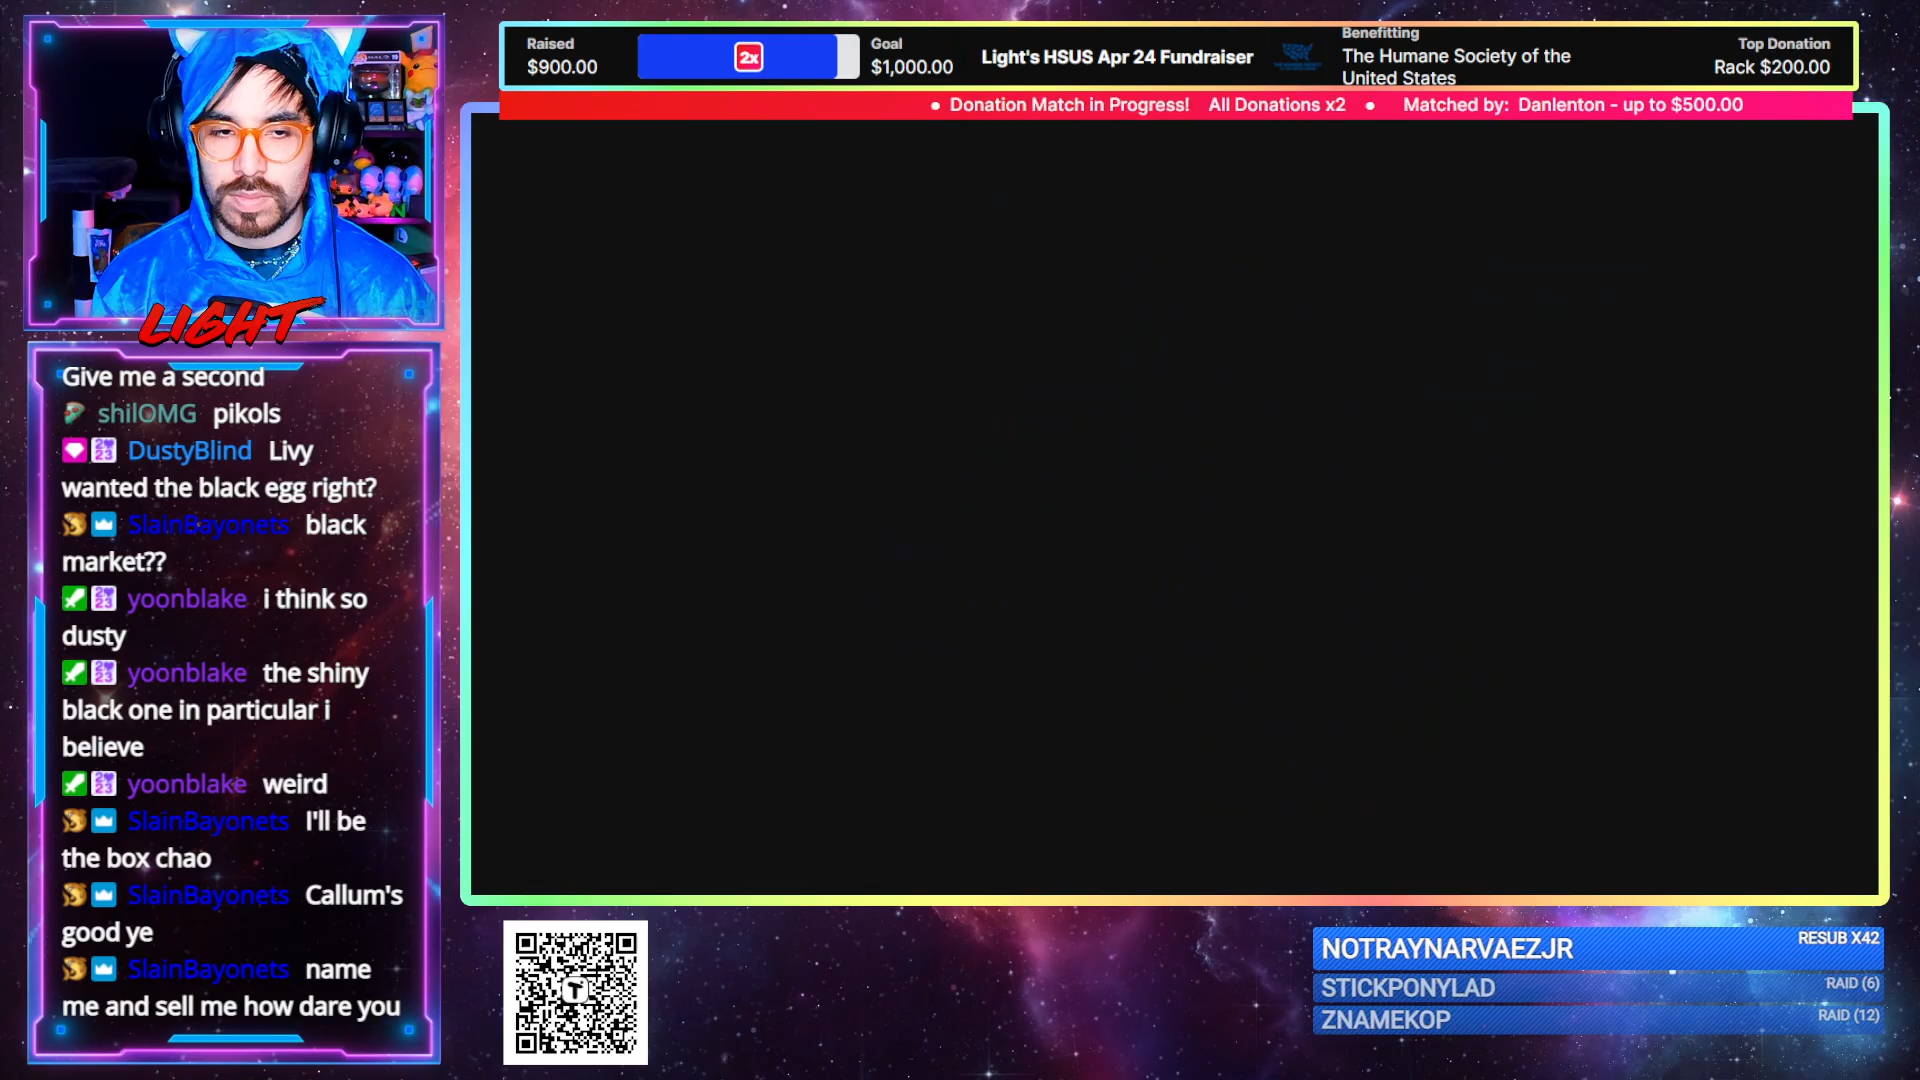 Raised
$900.00
2x
Goal
$1,000.00
Light's HSUS Apr 24 Fundraiser
Benefitting
The Humane Society of the
United States
Top Donation
Rack $200.00
• Donation Match in Progress! All Donations x2 • Matched by: Danlenton - up to $500.00
LIGHT
Give me a second
shilOMG pikols
DustyBlind Livy
wanted the black egg right?
SlainBayonets black
market??
yoonblake i think so
dusty
yoonblake the shiny
black one in particular i
believe
yoonblake weird
SlainBayonets I'll be
the box chao
SlainBayonets Callum's
good ye
SlainBayonets name
me and sell me how dare you
T
NOTRAYNARVAEZJR RESUB X42
STICKPONYLAD RAID (6)
ZNAMEKOP RAID (12)